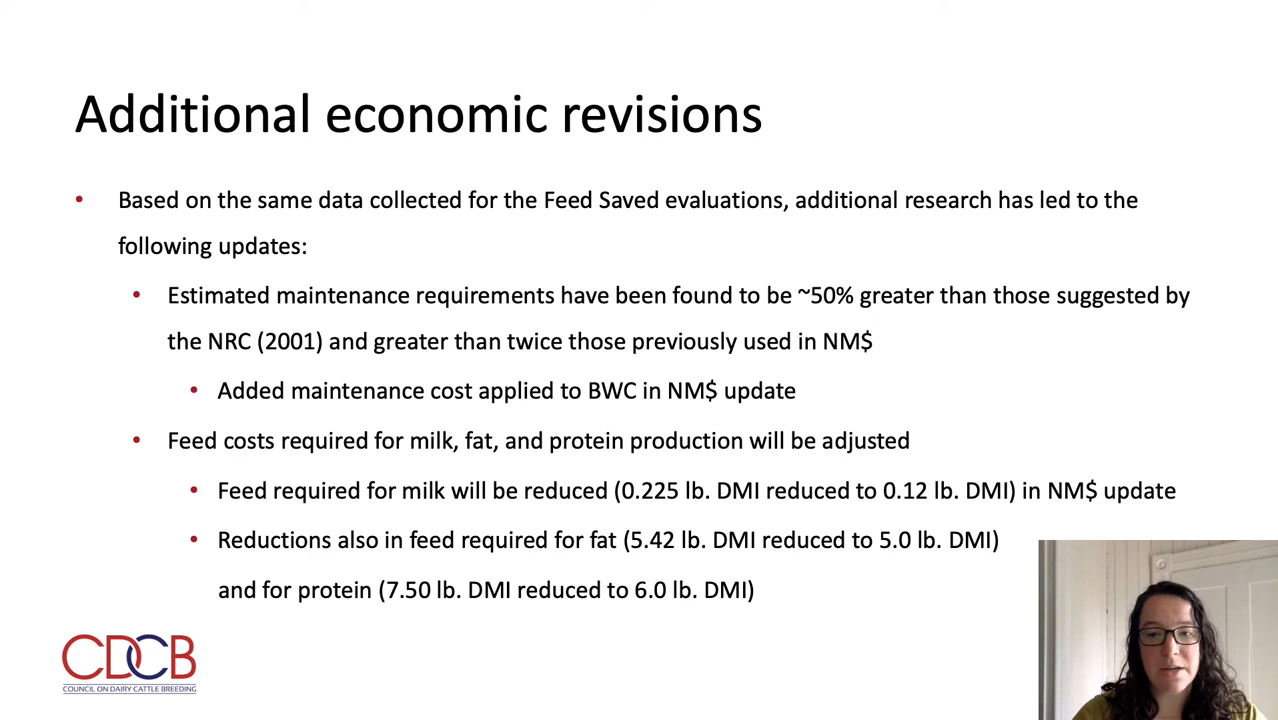 Additional economic revisions
• Based on the same data collected for the Feed Saved evaluations, additional research has led to the
following updates:
• Estimated maintenance requirements have been found to be ~50% greater than those suggested by
the NRC (2001) and greater than twice those previously used in NM$
• Added maintenance cost applied to BWC in NM$ update
• Feed costs required for milk, fat, and protein production will be adjusted
• Feed required for milk will be reduced (0.225 lb. DMI reduced to 0.12 lb. DMI) in NM$ update
• Reductions also in feed required for fat (5.42 lb. DMI reduced to 5.0 lb. DMI)
and for protein (7.50 lb. DMI reduced to 6.0 lb. DMI)
CDCB
COUNCIL ON DAIRY CATTLE BREEDING